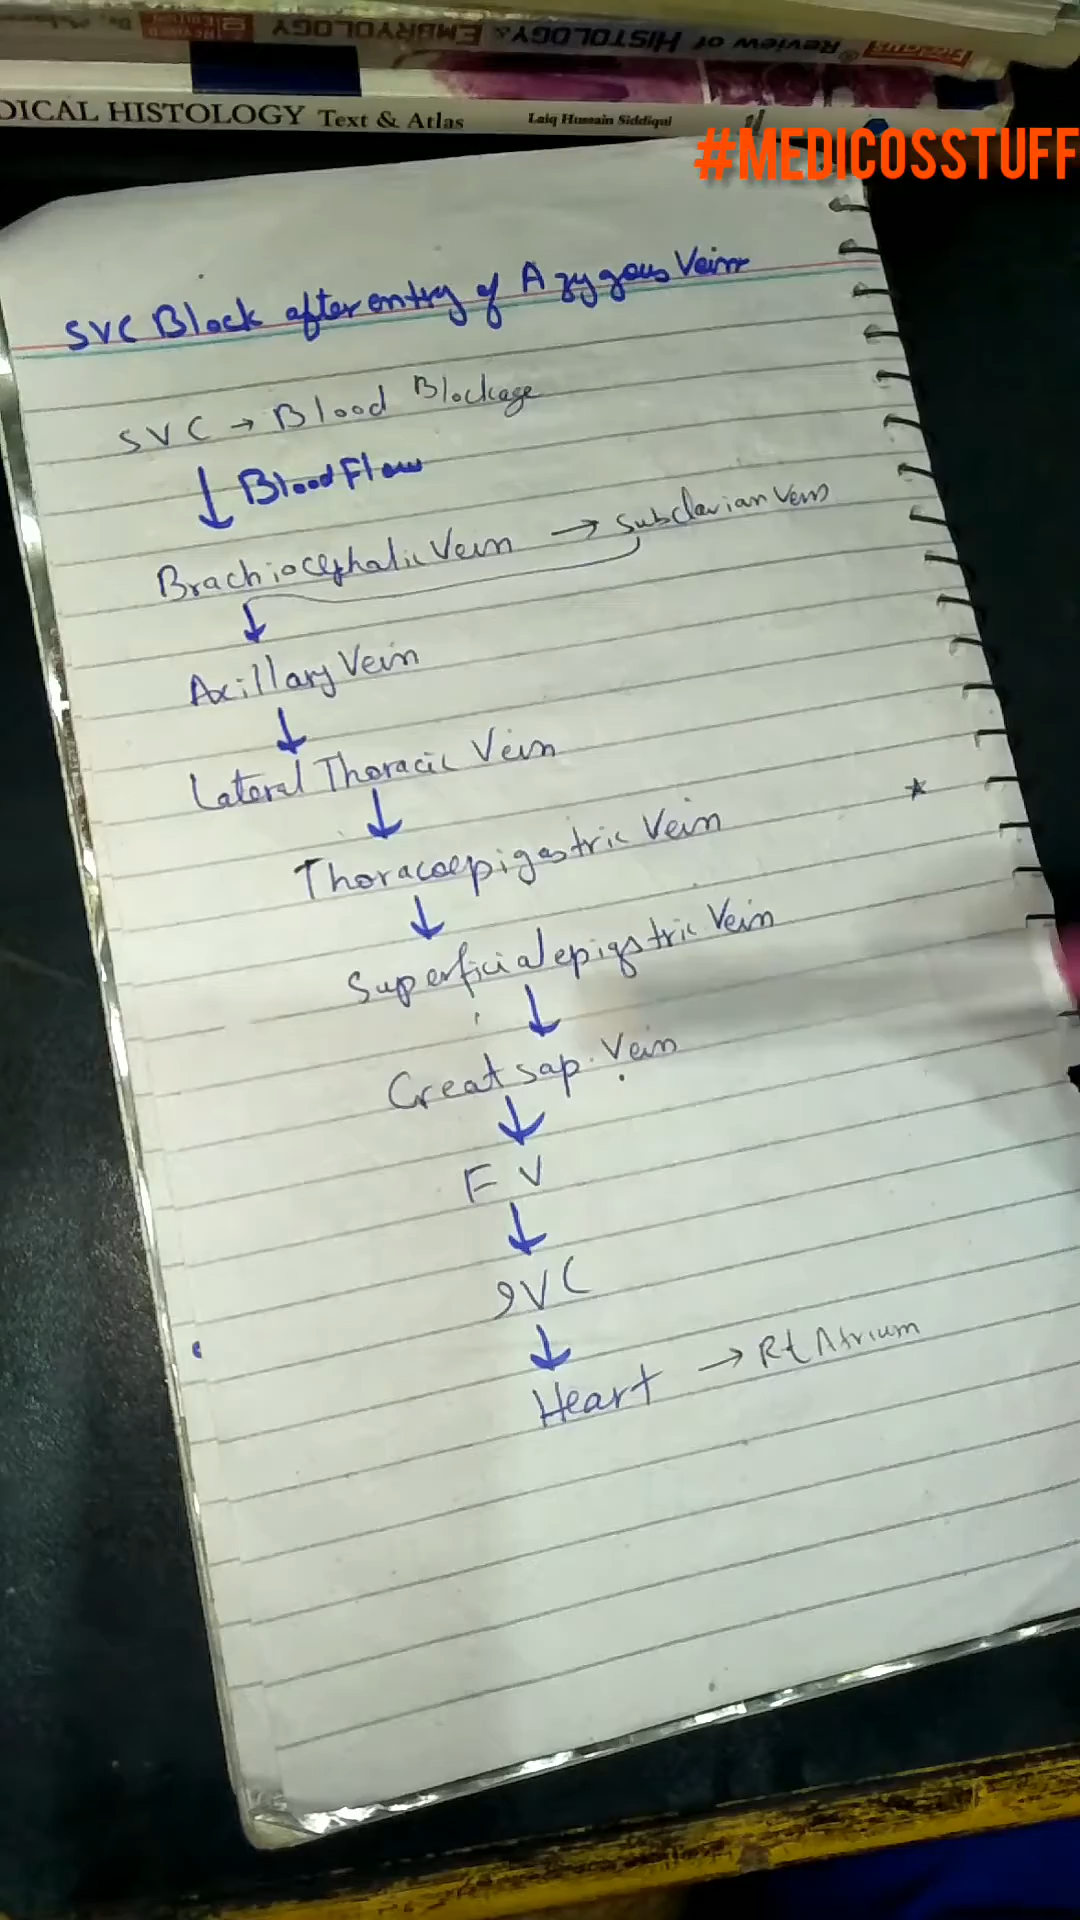 Review of HISTOLOGY & EMBRYOLOGY
DICAL HISTOLOGY Text & Atlas Laiq Hussain Siddiqui
#MEDICOSSTUFF
SVC Block after entry of Azygous Vein
SVC → Blood Blockage
↓ Blood Flow
Brachiocephalic Vein → Subclavian Vein
↓
Axillary Vein
↓
Lateral Thoracic Vein
↓
Thoracoepigastric Vein
↓
Superficial epigstric Vein
↓
Great sap. Vein
↓
FV
↓
IVC
↓
Heart → Rt Atrium